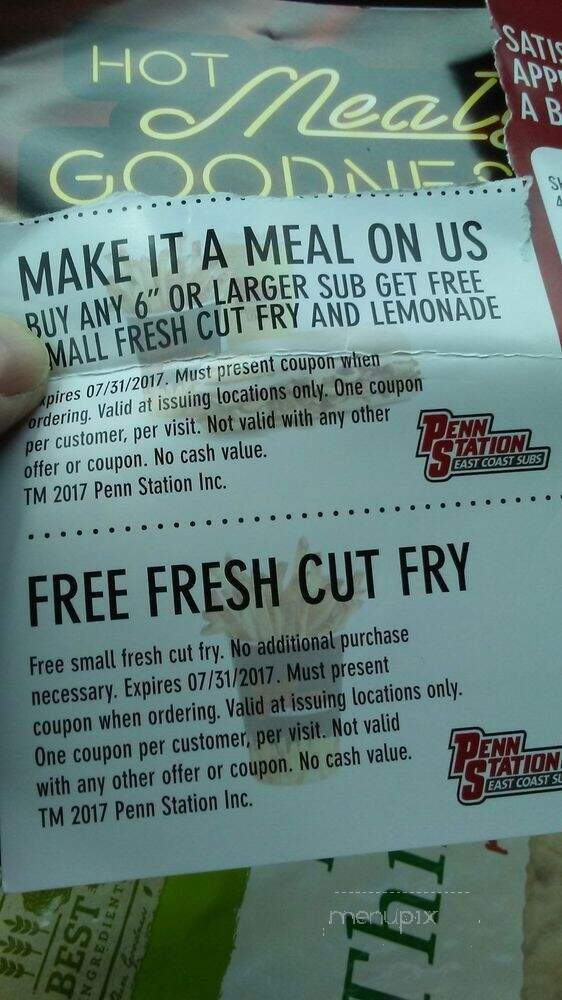 HOT
Meaty
SATIS
APP
A B
MAKE IT A MEAL ON US
BUY ANY 6" OR LARGER SUB GET FREE
SMALL FRESH CUT FRY AND LEMONADE
xpires 07/31/2017. Must present coupon when
ordering. Valid at issuing locations only. One coupon
per customer, per visit. Not valid with any other
offer or coupon. No cash value.
TM 2017 Penn Station Inc.
PENN
STATION
EAST COAST SUBS
FREE FRESH CUT FRY
Free small fresh cut fry. No additional purchase
necessary. Expires 07/31/2017. Must present
coupon when ordering. Valid at issuing locations only.
One coupon per customer, per visit. Not valid
with any other offer or coupon. No cash value.
TM 2017 Penn Station Inc.
PENN
STATION
EAST COAST SU
BEST
INGREDIENT
Thi
menupix